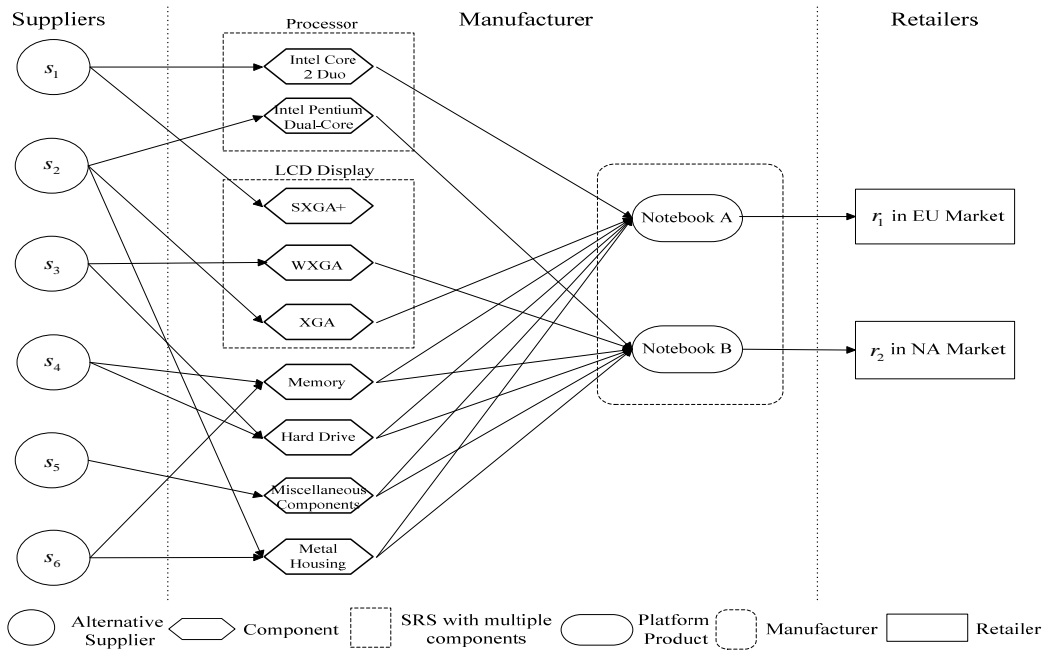 Suppliers
Manufacturer
Retailers
Processor
s1
Intel Core
2 Duo
Intel Pentium
Dual-Core
s2
LCD Display
SXGA+
Notebook A
r1 in EU Market
s3
WXGA
XGA
Notebook B
r2 in NA Market
s4
Memory
Hard Drive
s5
Miscellaneous
Components
s6
Metal
Housing
Alternative
Supplier
Component
SRS with multiple
components
Platform
Product
Manufacturer
Retailer